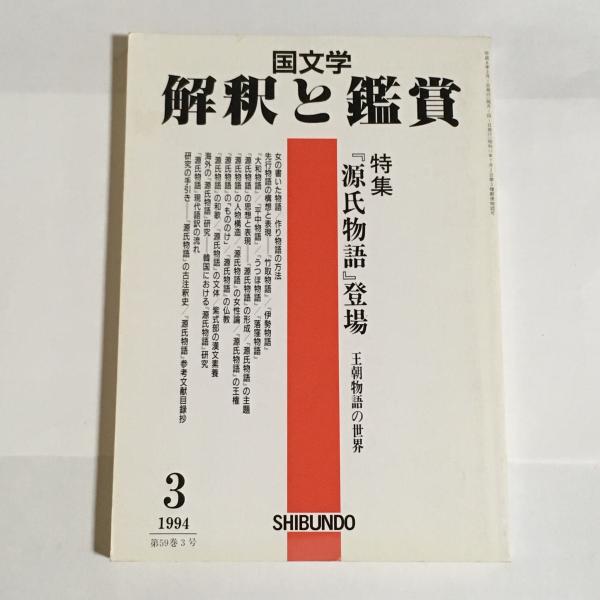 国文学
解釈と鑑賞
特集
『源氏物語』登場
王朝物語の世界
女の書いた物語 作り物語の方法
先行物語の構想と表現──『竹取物語』/『伊勢物語』
『大和物語』/『平中物語』/『うつほ物語』/『落窪物語』
『源氏物語』の思想と表現──『源氏物語』の形成/『源氏物語』の主題
『源氏物語』の人物構造/『源氏物語』の女性論/『源氏物語』の王権
『源氏物語』の「もののけ」/『源氏物語』の仏教
『源氏物語』の和歌/『源氏物語』の文体/紫式部の漢文素養
海外の『源氏物語』研究──韓国における『源氏物語』研究
『源氏物語』現代語訳の流れ
研究の手引き──『源氏物語』の古注釈史/『源氏物語』参考文献目録抄
3
1994
第59巻3号
SHIBUNDO